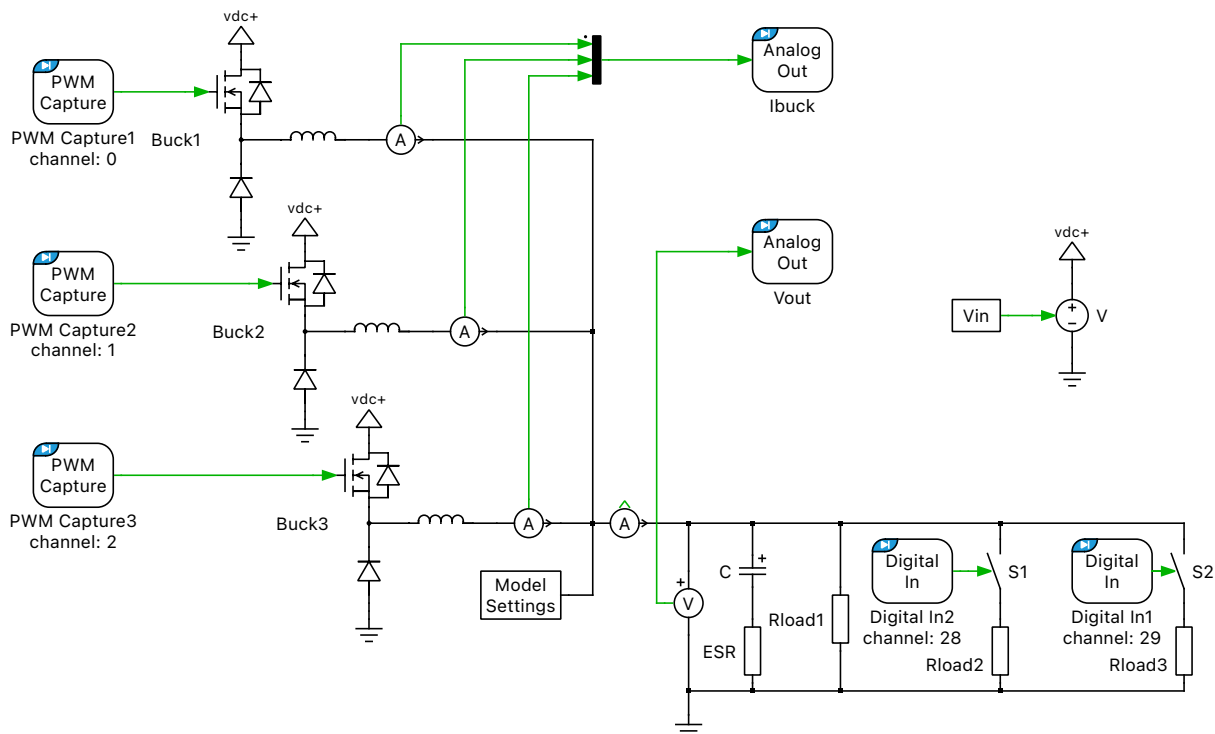 vdc+
PWM
Capture
PWM Capture1
channel: 0
Buck1
A
Analog
Out
Ibuck
vdc+
PWM
Capture
PWM Capture2
channel: 1
Buck2
A
Analog
Out
Vout
vdc+
Vin
V
vdc+
PWM
Capture
PWM Capture3
channel: 2
Buck3
A
A
Model
Settings
V
C
ESR
Rload1
Digital
In
Digital In2
channel: 28
S1
Rload2
Digital
In
Digital In1
channel: 29
S2
Rload3